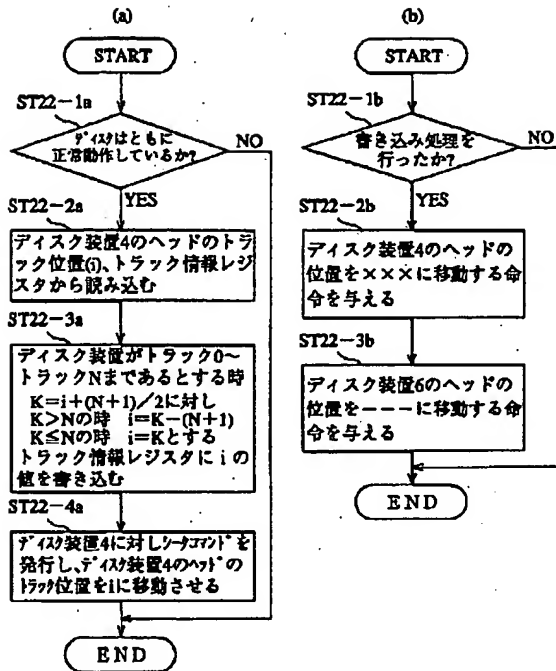 (a)
START
ST22-1a
ディスクはともに
正常動作しているか?
NO
YES
ST22-2a
ディスク装置4のヘッドのトラ
ック位置(i)、トラック情報レジ
スタから読み込む
ST22-3a
ディスク装置がトラック0~
トラックNまであるとする時
K=i+(N+1)/2に対し
K>Nの時 i=K-(N+1)
K≤Nの時 i=Kとする
トラック情報レジスタにiの
値を書き込む
ST22-4a
ディスク装置4に対しシークコマンドを
発行し、ディスク装置4のヘッドの
トラック位置をiに移動させる
END
(b)
START
ST22-1b
書き込み処理を
行ったか?
NO
YES
ST22-2b
ディスク装置4のヘッドの
位置を×××に移動する命
令を与える
ST22-3b
ディスク装置6のヘッドの
位置を---に移動する命
令を与える
END